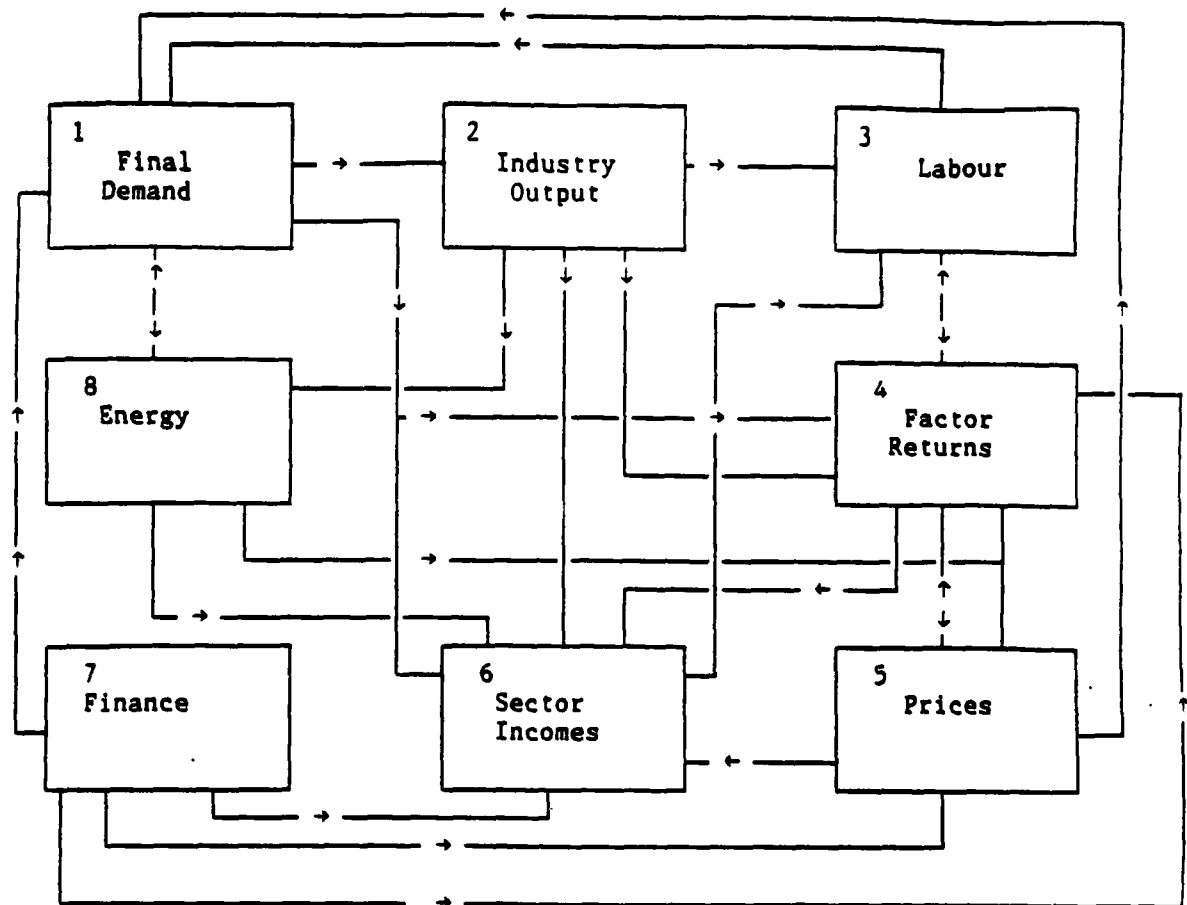 1
Final
Demand
2
Industry
Output
3
Labour
8
Energy
4
Factor
Returns
7
Finance
6
Sector
Incomes
5
Prices